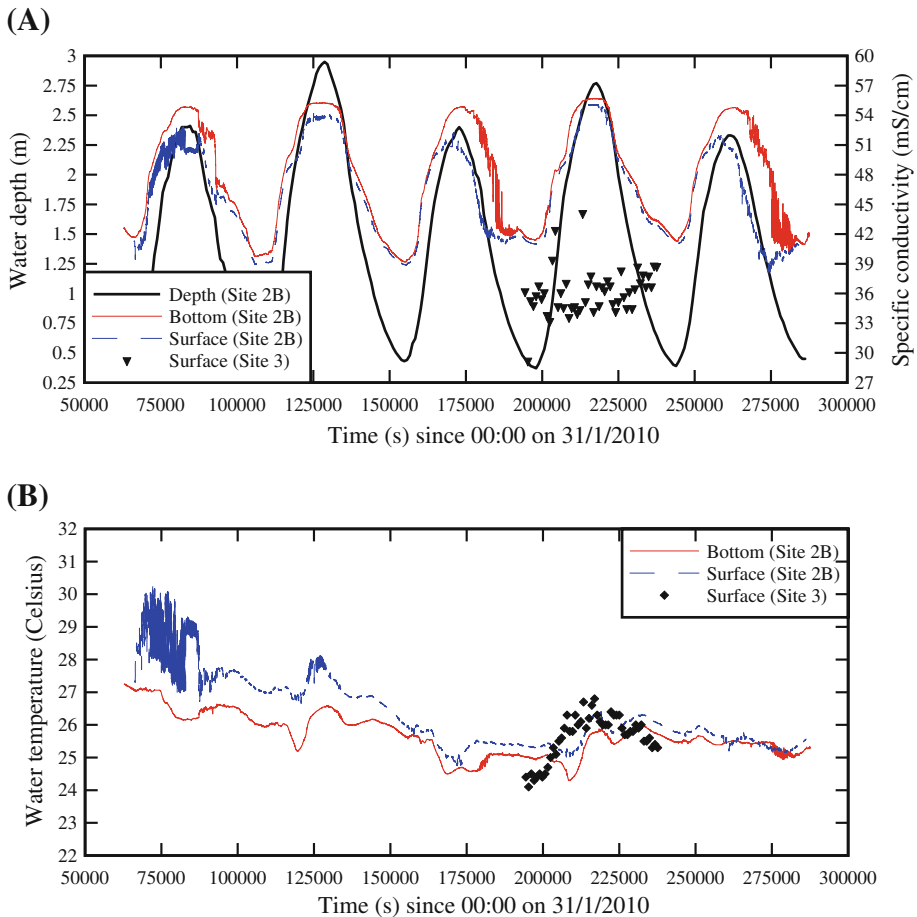 (A)
3
2.75
2.5
2.25
2
1.75
1.5
1.25
1
0.75
0.5
0.25
Water depth (m)
60
57
54
51
48
45
42
39
36
33
30
27
Specific conductivity (mS/cm)
Depth (Site 2B)
Bottom (Site 2B)
Surface (Site 2B)
Surface (Site 3)
50000 75000 100000 125000 150000 175000 200000 225000 250000 275000 300000
Time (s) since 00:00 on 31/1/2010
(B)
32
31
30
29
28
27
26
25
24
23
22
Water temperature (Celsius)
Bottom (Site 2B)
Surface (Site 2B)
Surface (Site 3)
50000 75000 100000 125000 150000 175000 200000 225000 250000 275000 300000
Time (s) since 00:00 on 31/1/2010